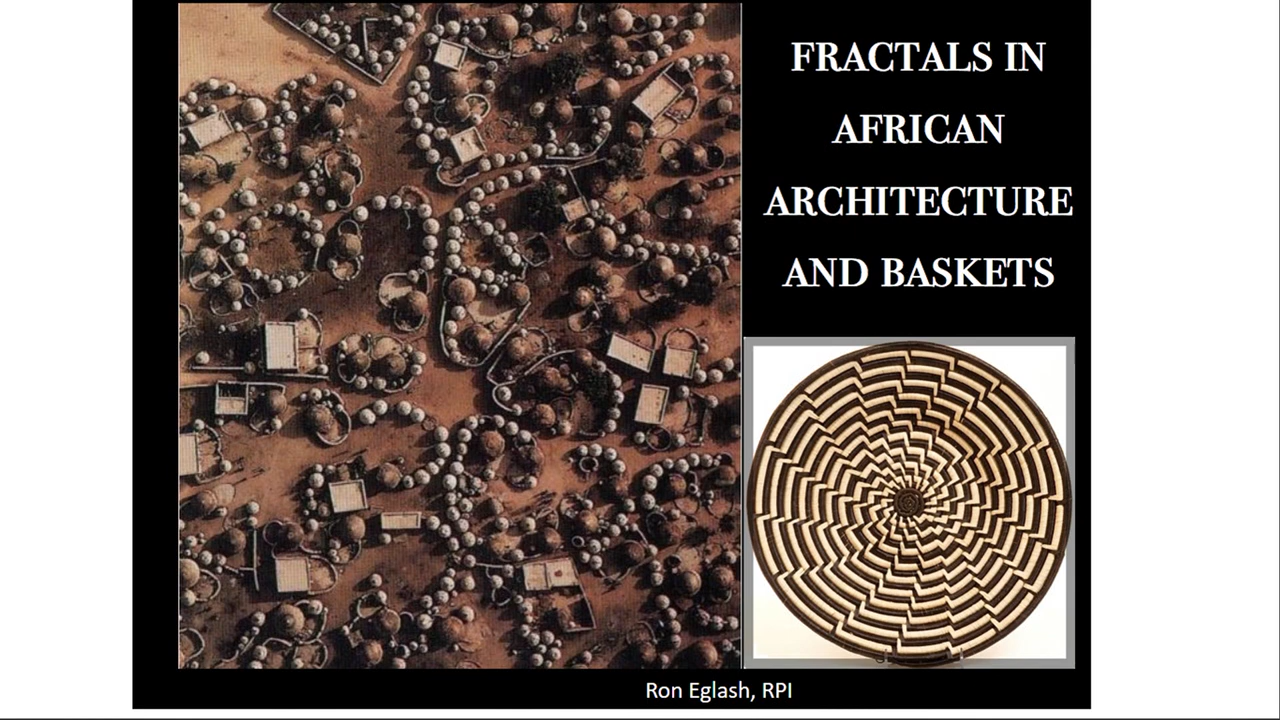 FRACTALS IN
AFRICAN
ARCHITECTURE
AND BASKETS
Ron Eglash, RPI